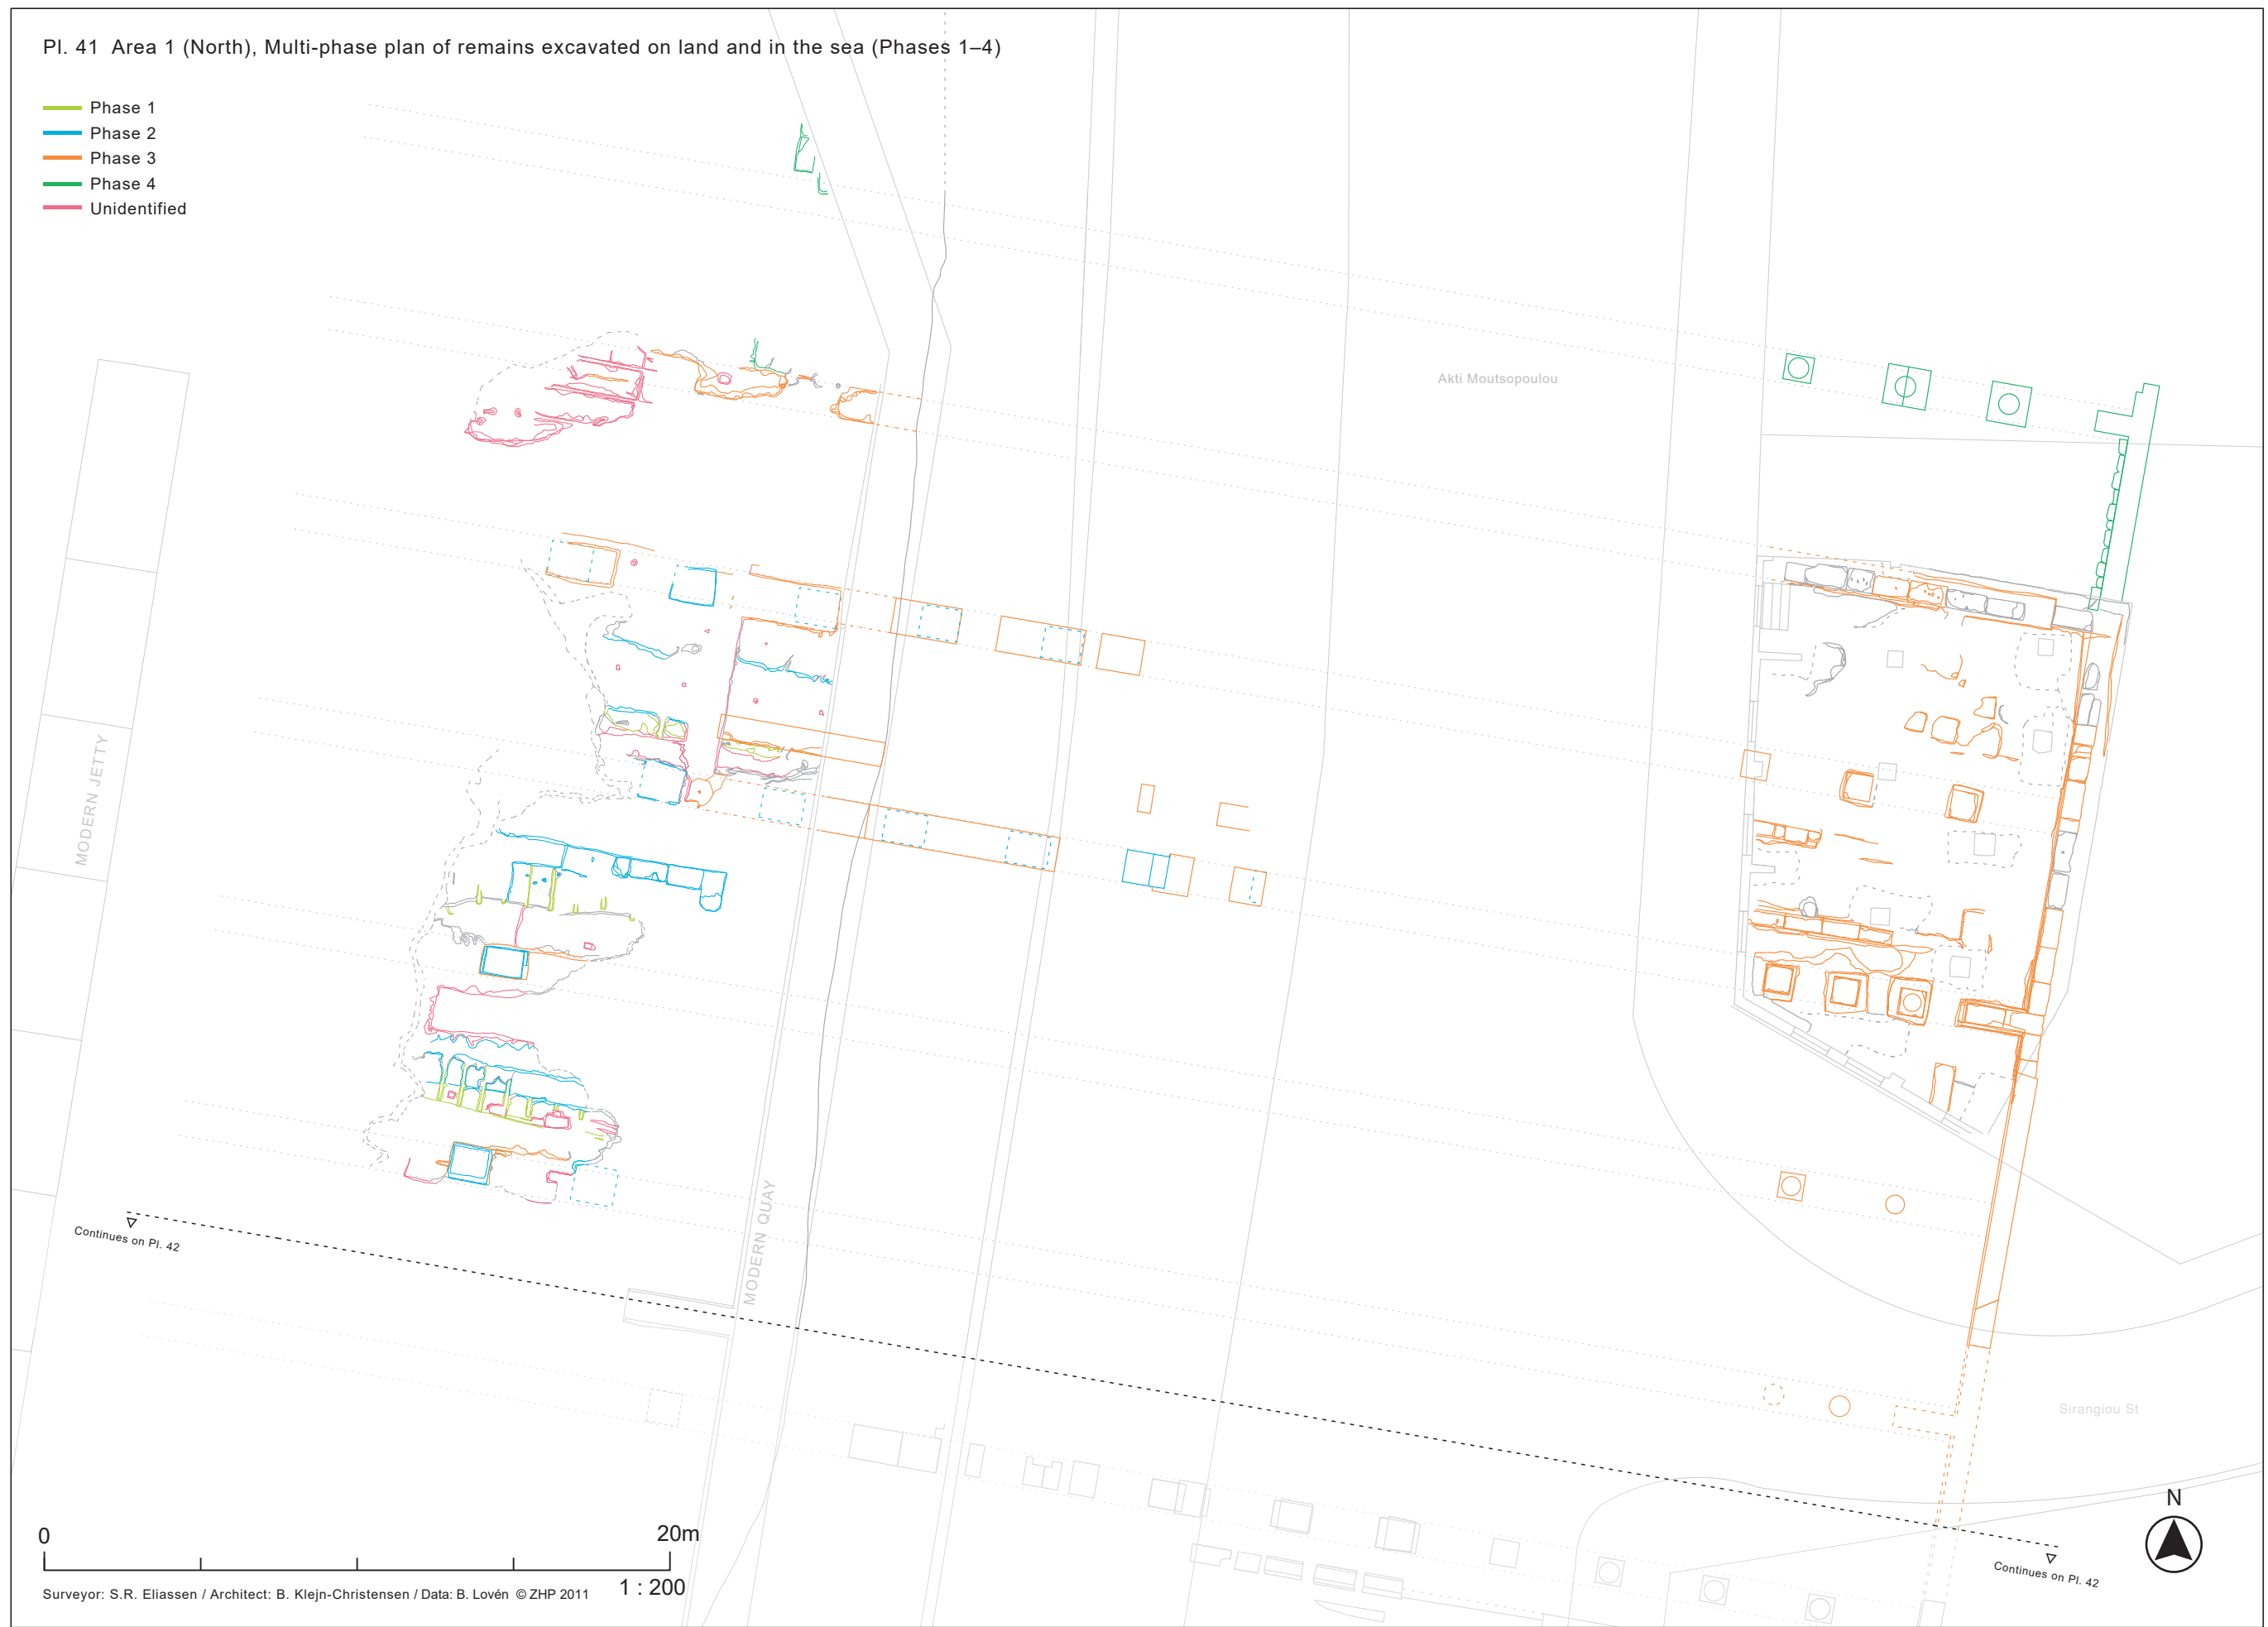 Pl. 41 Area 1 (North), Multi-phase plan of remains excavated on land and in the sea (Phases 1–4)
Phase 1
Phase 2
Phase 3
Phase 4
Unidentified
Akti Moutsopoulou
MODERN JETTY
MODERN QUAY
Continues on Pl. 42
Sirangiou St
N
0
20m
1 : 200
Continues on Pl. 42
Surveyor: S.R. Eliassen / Architect: B. Klejn-Christensen / Data: B. Lovén © ZHP 2011